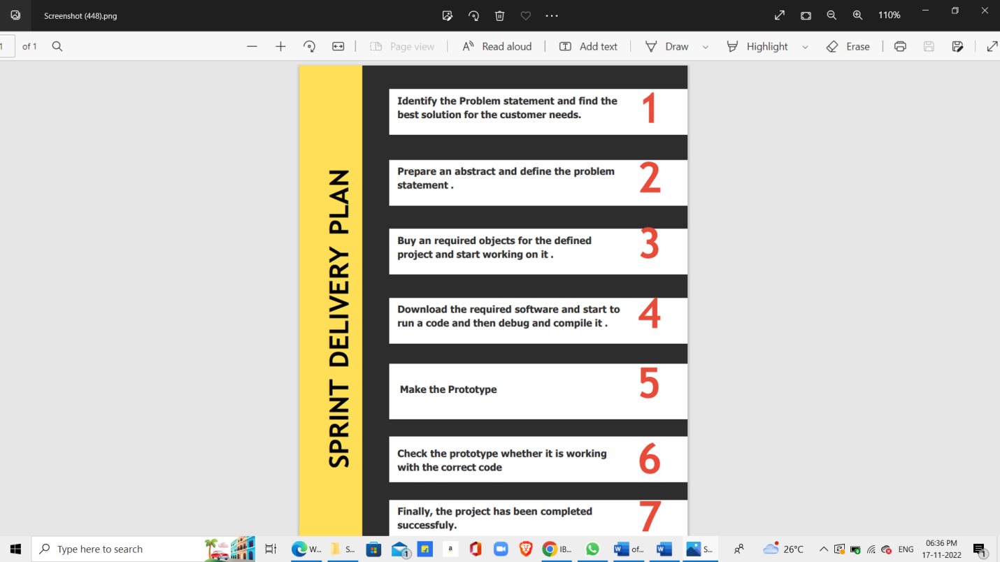 Screenshot (448).png
110%
1 of 1
Page view
Read aloud
Add text
Draw
Highlight
Erase
SPRINT DELIVERY PLAN
Identify the Problem statement and find the
best solution for the customer needs.
1
Prepare an abstract and define the problem
statement .
2
Buy an required objects for the defined
project and start working on it .
3
Download the required software and start to
run a code and then debug and compile it .
4
Make the Prototype
5
Check the prototype whether it is working
with the correct code
6
Finally, the project has been completed
successfuly.
7
Type here to search
W...
S...
1
a
IB...
of...
S...
26°C
ENG
06:36 PM
17-11-2022
1